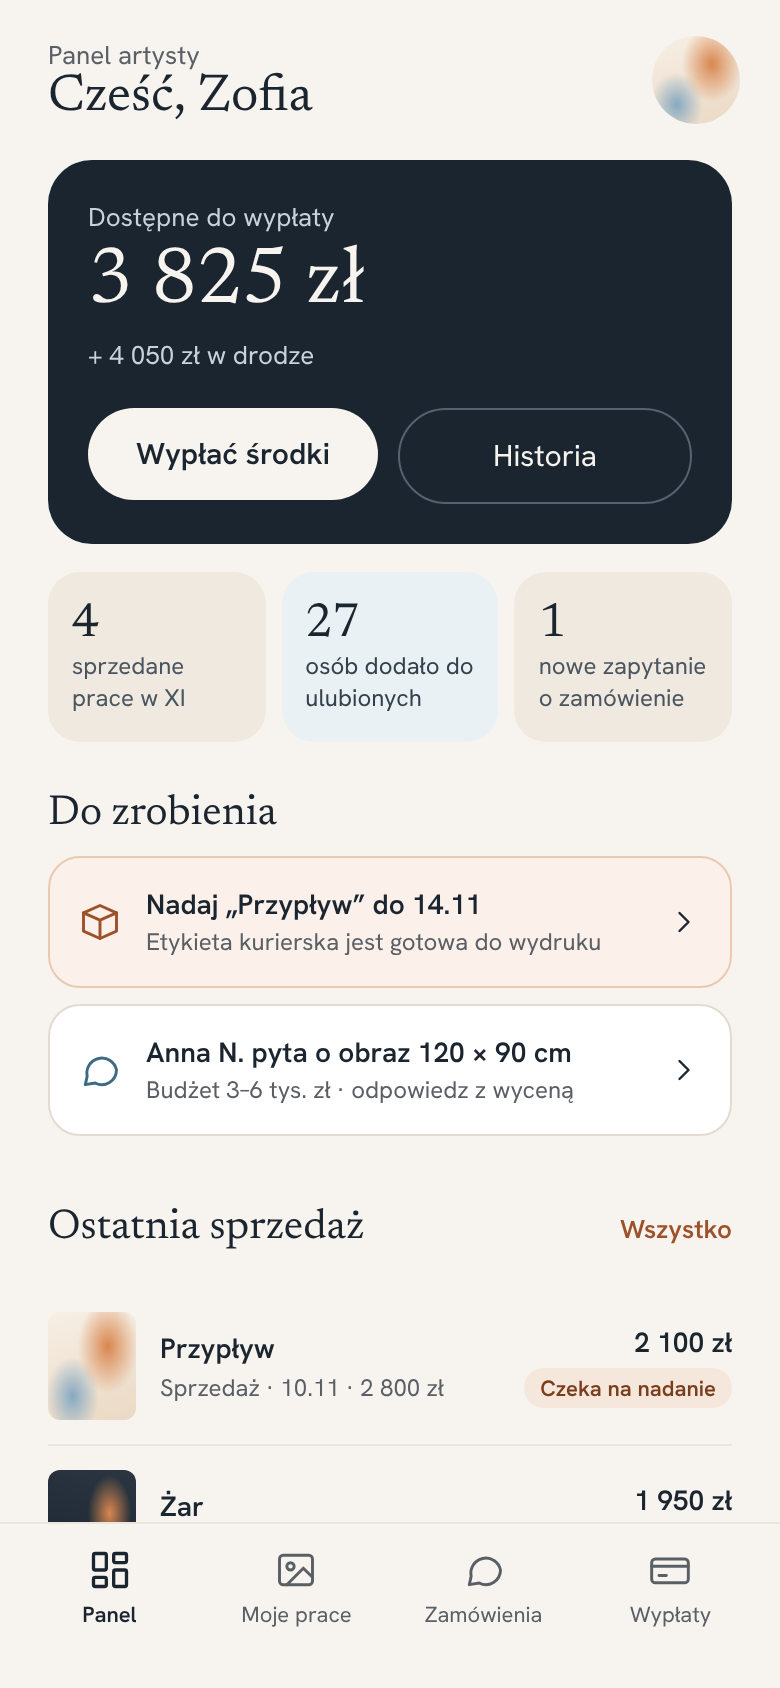 Panel artysty
Cześć, Zofia
Dostępne do wypłaty
3 825 zł
+ 4 050 zł w drodze
Wypłać środki
Historia
4
sprzedane
prace w XI
27
osób dodało do
ulubionych
1
nowe zapytanie
o zamówienie
Do zrobienia
Nadaj „Przypływ” do 14.11
Etykieta kurierska jest gotowa do wydruku
Anna N. pyta o obraz 120 × 90 cm
Budżet 3–6 tys. zł · odpowiedz z wyceną
Ostatnia sprzedaż
Wszystko
Przypływ
2 100 zł
Sprzedaż · 10.11 · 2 800 zł
Czeka na nadanie
Żar
1 950 zł
Panel
Moje prace
Zamówienia
Wypłaty